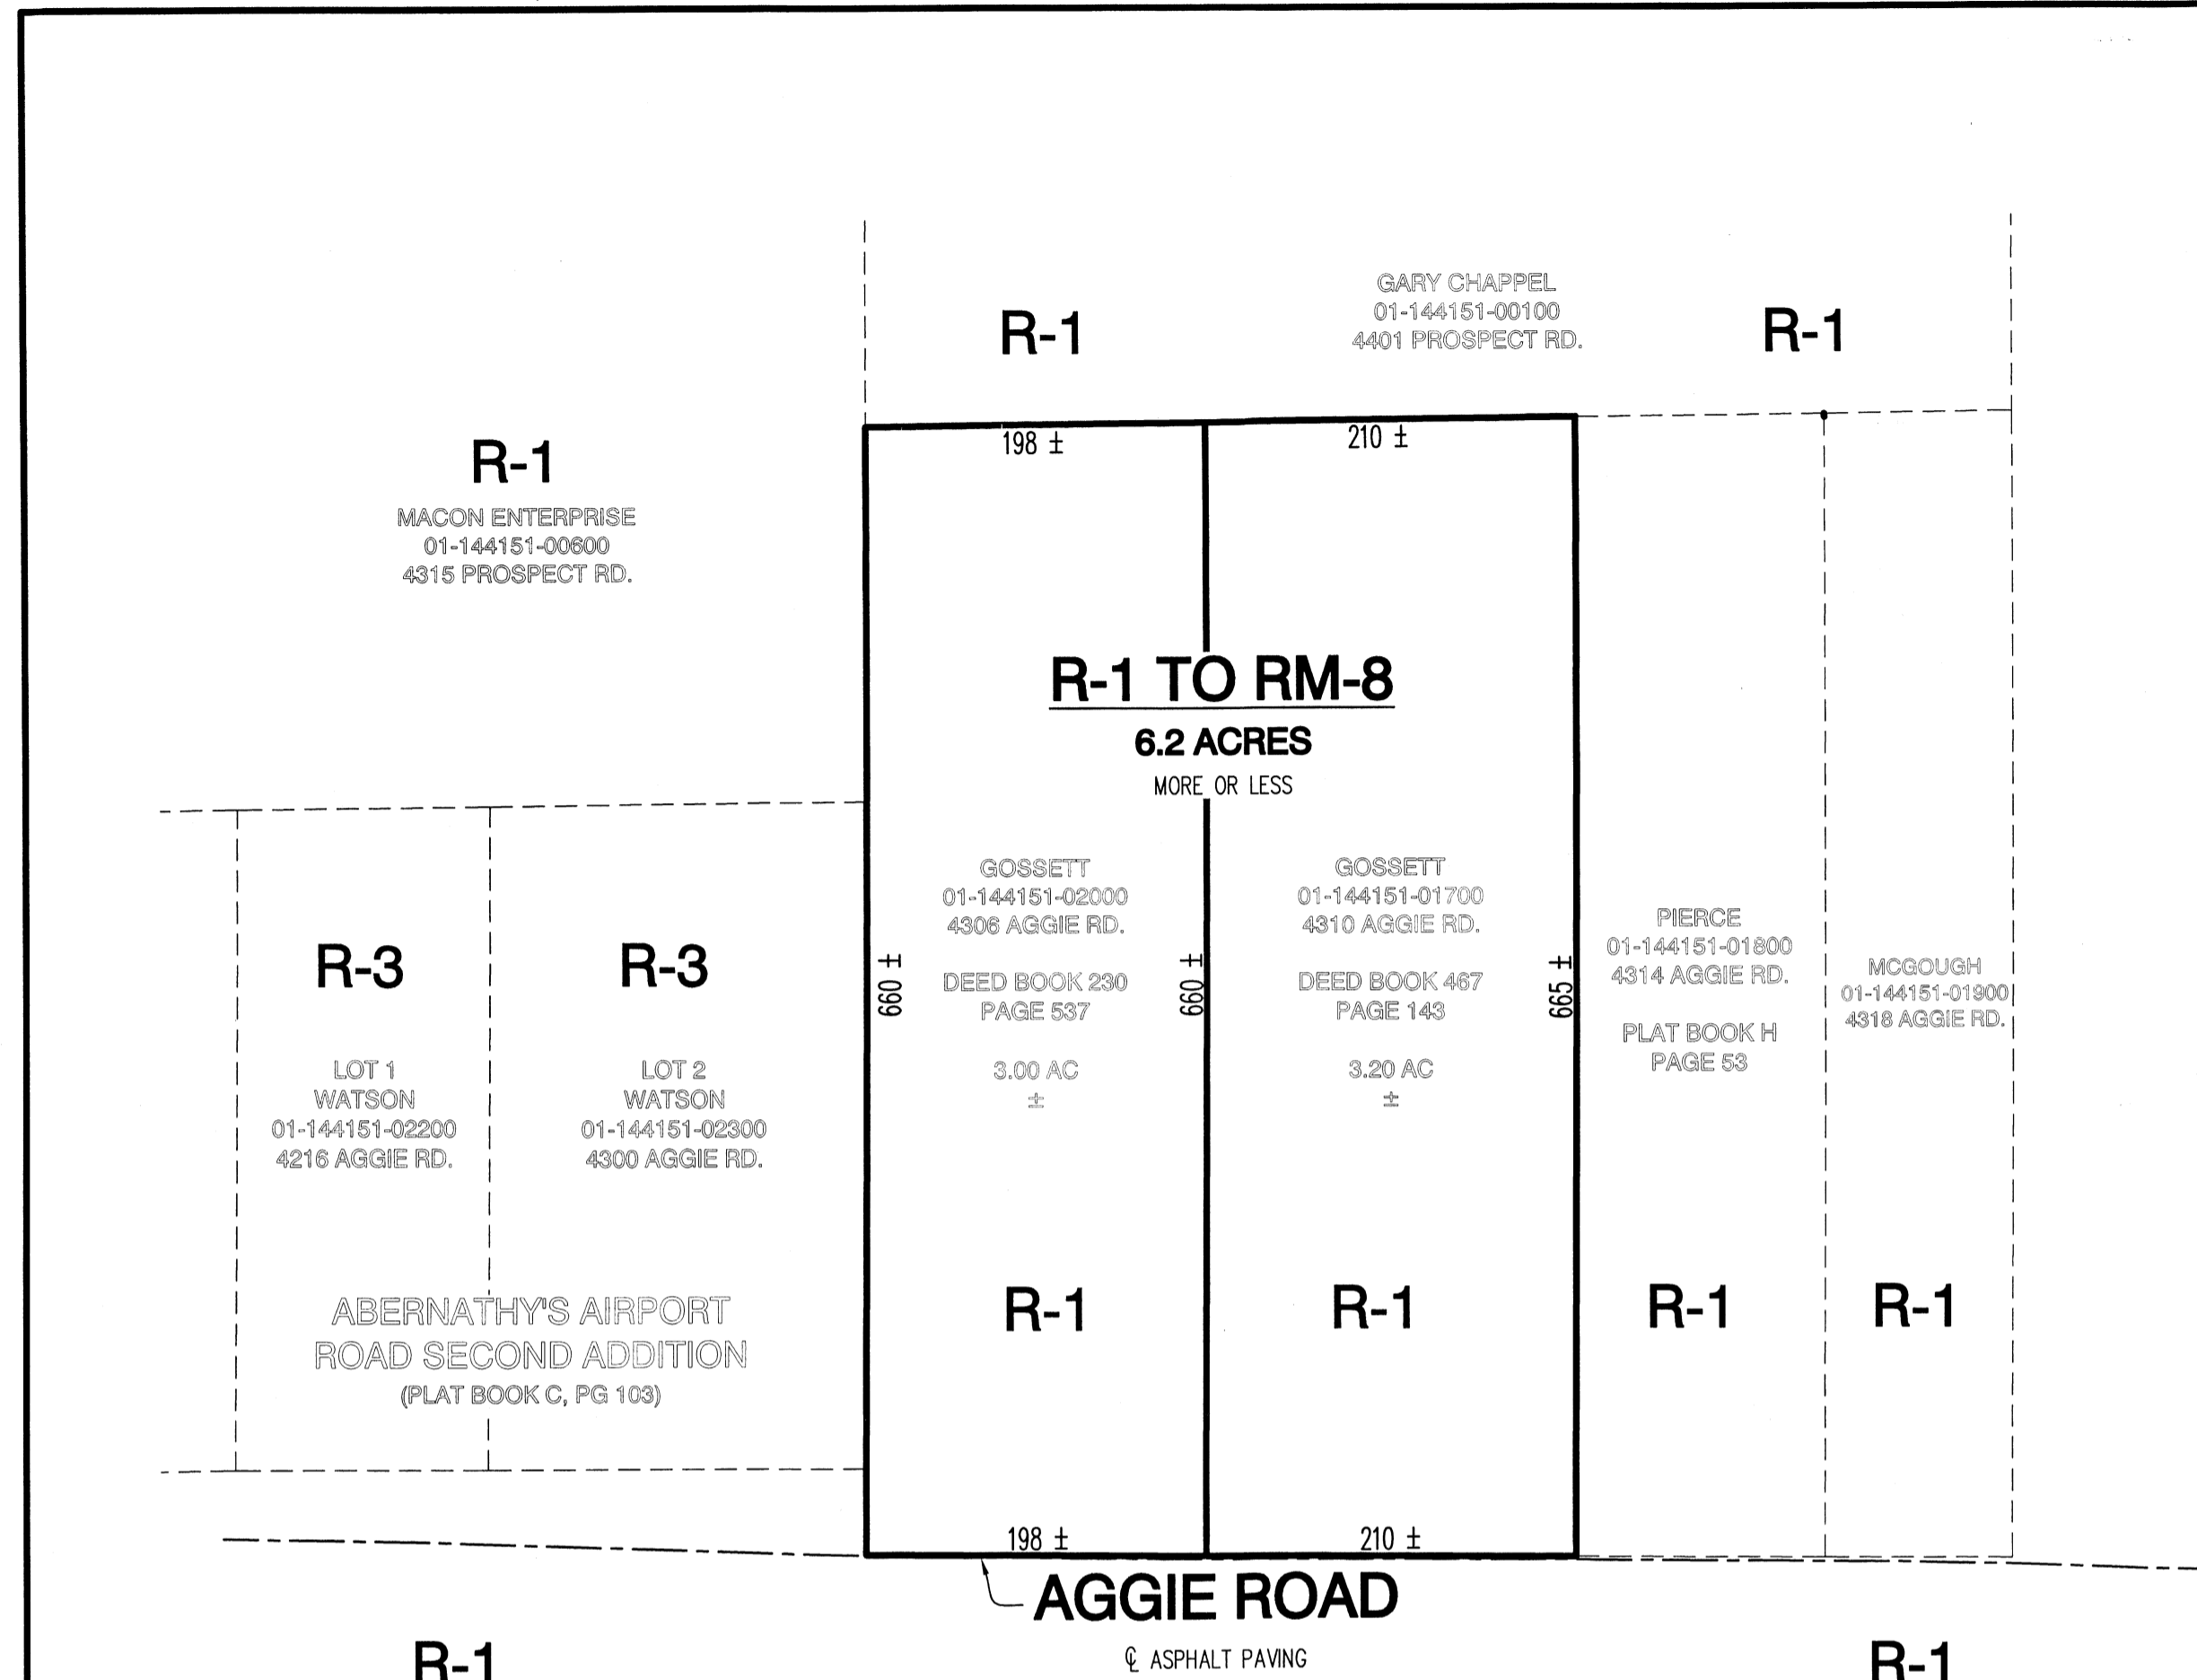 GARY CHAPPEL
01-144151-00100
4401 PROSPECT RD.
R-1
R-1
198 ±
210 ±
R-1
MACON ENTERPRISE
01-144151-00600
4315 PROSPECT RD.
R-1 TO RM-8
6.2 ACRES
MORE OR LESS
R-3
LOT 1
WATSON
01-144151-02200
4216 AGGIE RD.
R-3
LOT 2
WATSON
01-144151-02300
4300 AGGIE RD.
ABERNATHY'S AIRPORT
ROAD SECOND ADDITION
(PLAT BOOK C, PG 103)
660 ±
GOSSETT
01-144151-02000
4306 AGGIE RD.
DEED BOOK 230
PAGE 537
3.00 AC
±
R-1
660 ±
GOSSETT
01-144151-01700
4310 AGGIE RD.
DEED BOOK 467
PAGE 143
3.20 AC
±
R-1
665 ±
PIERCE
01-144151-01800
4314 AGGIE RD.
PLAT BOOK H
PAGE 53
R-1
MCGOUGH
01-144151-01900
4318 AGGIE RD.
R-1
198 ±
210 ±
AGGIE ROAD
℄ ASPHALT PAVING
R-1
R-1